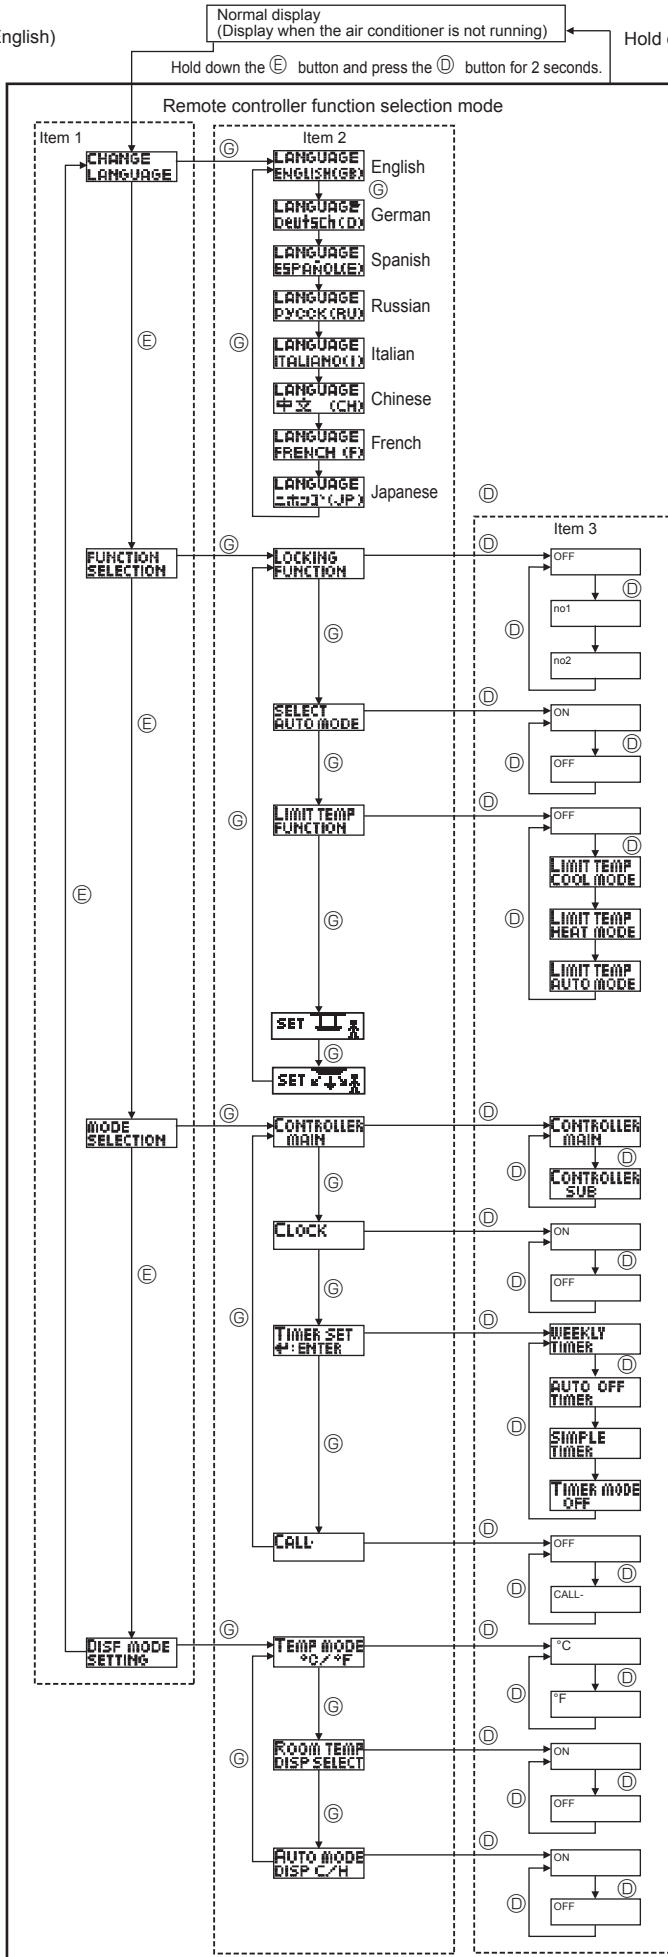 English)
Normal display
(Display when the air conditioner is not running)
Hold
Hold down the Ⓔ button and press the Ⓓ button for 2 seconds.
Remote controller function selection mode
Item 1
Item 2
CHANGE
LANGUAGE
Ⓖ
LANGUAGE
ENGLISH(GB)
English
Ⓖ
LANGUAGE
Deutsch(D)
German
LANGUAGE
ESPAÑOL(E)
Spanish
LANGUAGE
РУССК(RU)
Russian
Ⓔ
Ⓖ
LANGUAGE
ITALIANO(I)
Italian
LANGUAGE
中文 (CH)
Chinese
LANGUAGE
FRENCH (F)
French
LANGUAGE
ニホンゴ(JP)
Japanese
Ⓓ
Item 3
FUNCTION
SELECTION
Ⓖ
LOCKING
FUNCTION
Ⓓ
OFF
Ⓓ
no1
Ⓖ
Ⓓ
no2
SELECT
AUTO MODE
Ⓓ
ON
Ⓔ
Ⓖ
Ⓓ
Ⓓ
OFF
Ⓖ
LIMIT TEMP
FUNCTION
Ⓓ
OFF
Ⓓ
LIMIT TEMP
COOL MODE
Ⓔ
Ⓖ
Ⓓ
LIMIT TEMP
HEAT MODE
LIMIT TEMP
AUTO MODE
SET
Ⓖ
SET
MODE
SELECTION
Ⓖ
CONTROLLER
MAIN
Ⓓ
CONTROLLER
MAIN
Ⓖ
Ⓓ
Ⓓ
CONTROLLER
SUB
CLOCK
Ⓓ
ON
Ⓔ
Ⓖ
Ⓓ
Ⓓ
OFF
Ⓖ
TIMER SET
↵:ENTER
Ⓓ
WEEKLY
TIMER
Ⓓ
AUTO OFF
TIMER
Ⓖ
Ⓓ
SIMPLE
TIMER
TIMER MODE
OFF
CALL-
Ⓓ
OFF
Ⓓ
Ⓓ
CALL-
DISP MODE
SETTING
Ⓖ
TEMP MODE
°C/°F
Ⓓ
°C
Ⓖ
Ⓓ
Ⓓ
°F
Ⓖ
ROOM TEMP
DISP SELECT
Ⓓ
ON
Ⓖ
Ⓓ
Ⓓ
OFF
AUTO MODE
DISP C/H
Ⓓ
ON
Ⓓ
Ⓓ
OFF